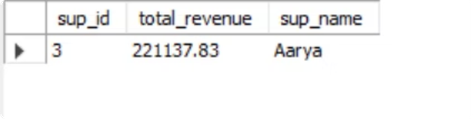 sup_id total_revenue sup_name
3 221137.83 Aarya